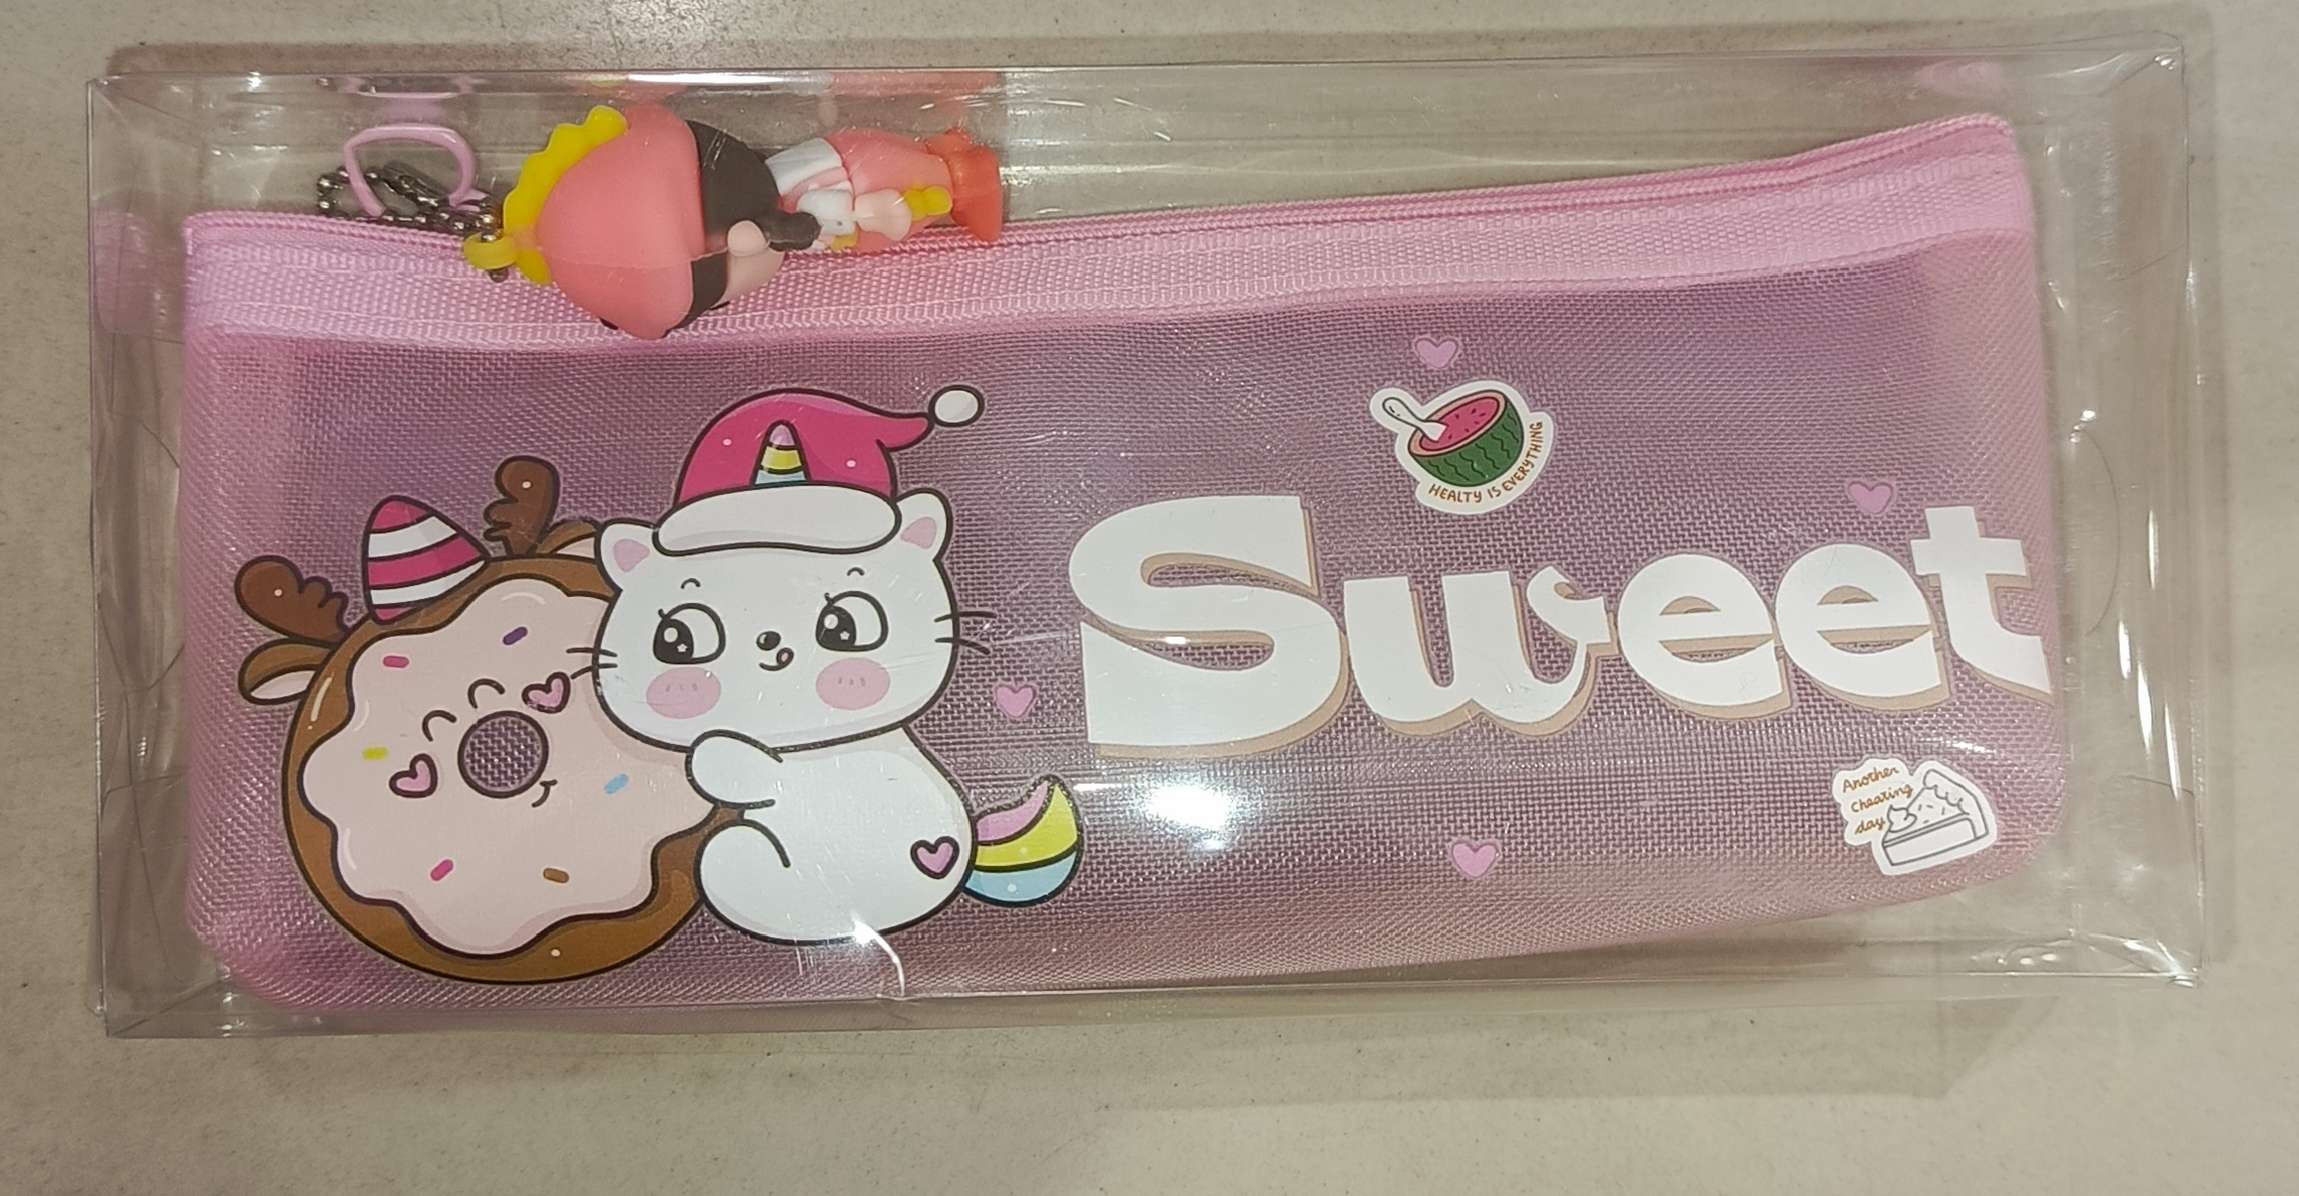 HEALTY IS EVERYTHING
Sweet
Another
Cheating
day